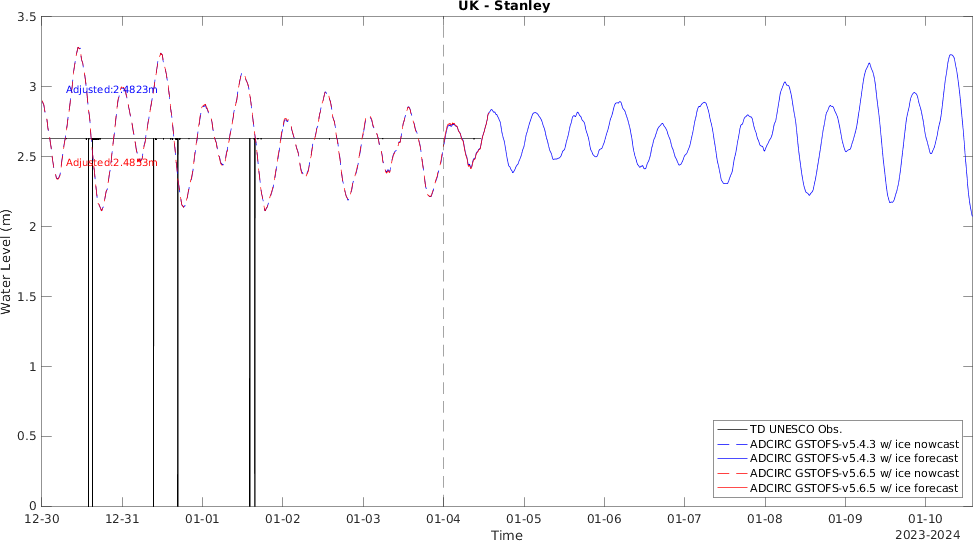 UK - Stanley
3.5
3
2.5
2
1.5
1
0.5
0
Water Level (m)
Adjusted:2.4823m
Adjusted:2.4853m
TD UNESCO Obs.
ADCIRC GSTOFS-v5.4.3 w/ ice nowcast
ADCIRC GSTOFS-v5.4.3 w/ ice forecast
ADCIRC GSTOFS-v5.6.5 w/ ice nowcast
ADCIRC GSTOFS-v5.6.5 w/ ice forecast
12-30 12-31 01-01 01-02 01-03 01-04 01-05 01-06 01-07 01-08 01-09 01-10
Time
2023-2024